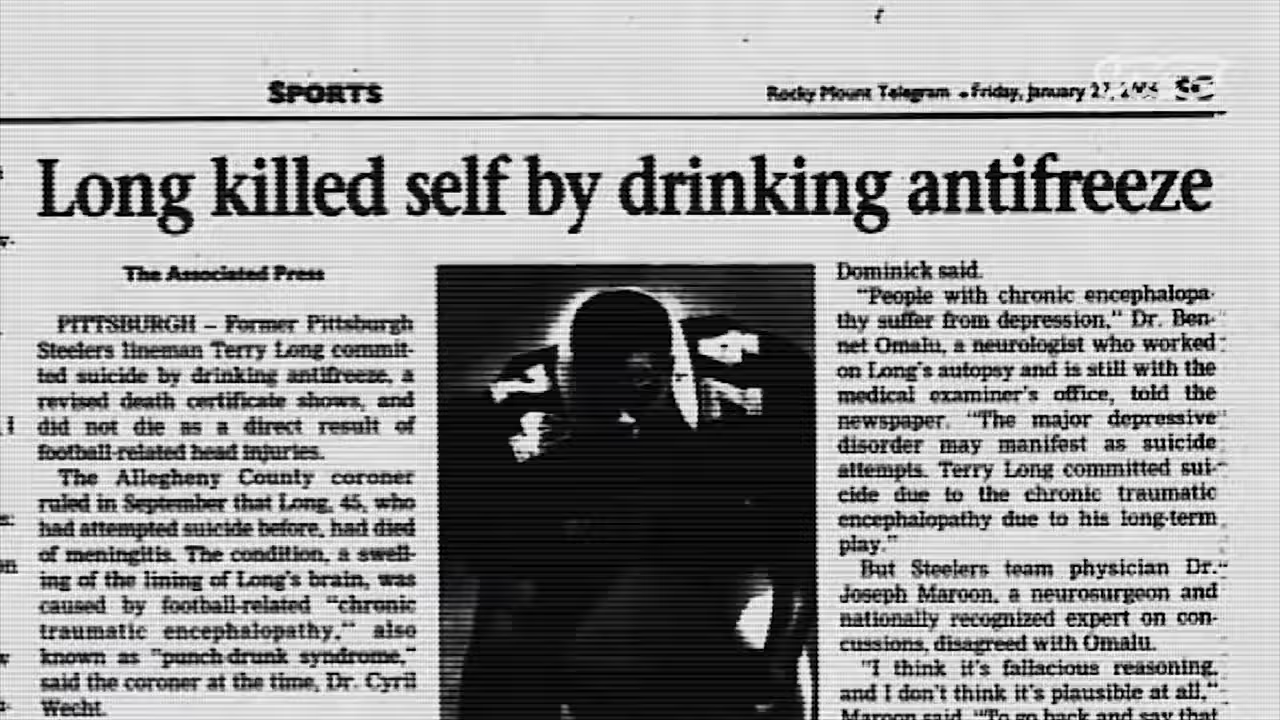 SPORTS
Rocky Mount Telegram • Friday, January 27,
Long killed self by drinking antifreeze
The Associated Press
PITTSBURGH – Former Pittsburgh
Steelers lineman Terry Long commit-
ted suicide by drinking antifreeze, a
revised death certificate shows, and
did not die as a direct result of
football-related head injuries.
The Allegheny County coroner
ruled in September that Long, 45, who
had attempted suicide before, had died
of meningitis. The condition, a swell-
ing of the lining of Long's brain, was
caused by football-related "chronic
traumatic encephalopathy," also
known as "punch-drunk syndrome,"
said the coroner at the time, Dr. Cyril
Wecht.
Dominick said.
"People with chronic encephalopa-
thy suffer from depression," Dr. Ben-
net Omalu, a neurologist who worked
on Long's autopsy and is still with the
medical examiner's office, told the
newspaper. "The major depressive
disorder may manifest as suicide
attempts. Terry Long committed sui-
cide due to the chronic traumatic
encephalopathy due to his long-term
play."
But Steelers team physician Dr.
Joseph Maroon, a neurosurgeon and
nationally recognized expert on con-
cussions, disagreed with Omalu.
"I think it's fallacious reasoning,
and I don't think it's plausible at all,"
Maroon said. "To go back and say that